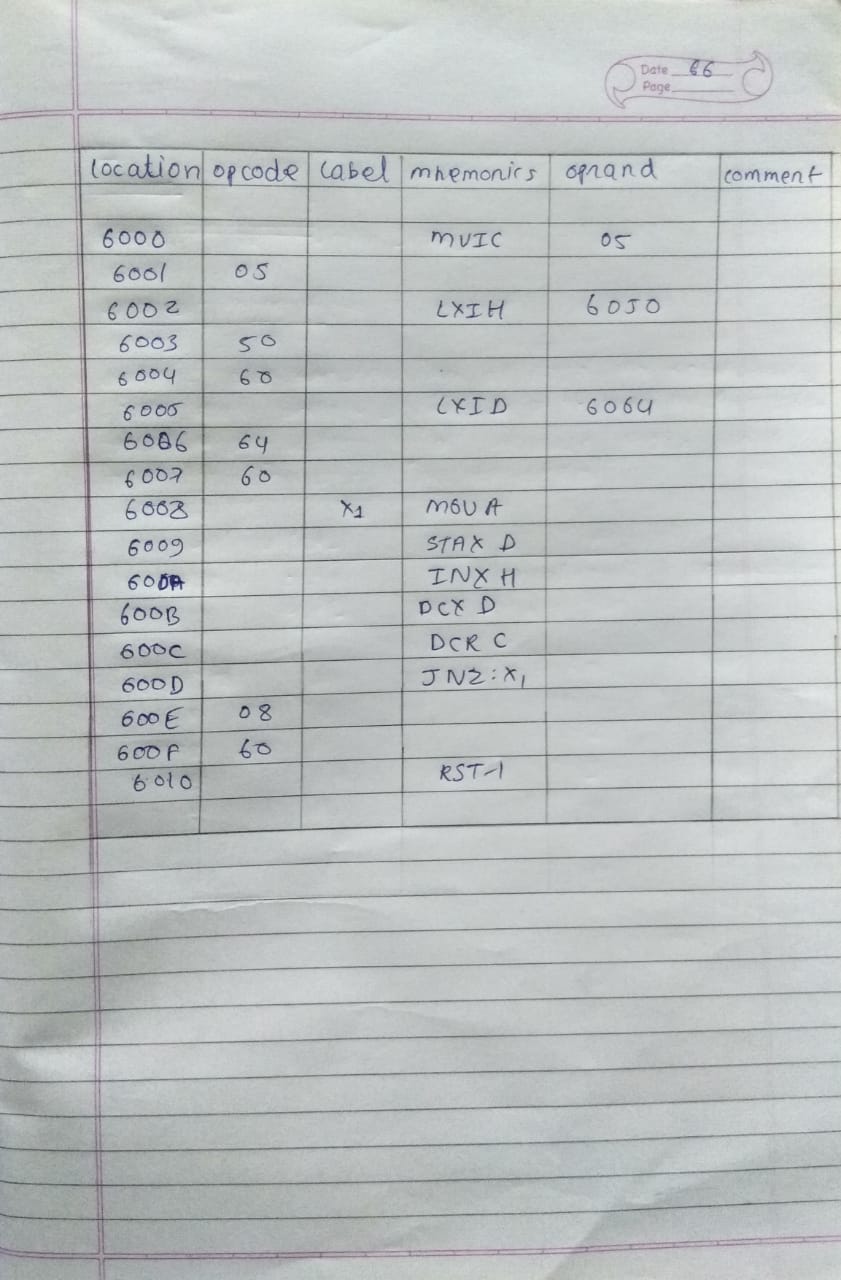 Date 66
Page
location opcode label mnemonics oprand comment
6000 MVIC 05
6001 05
6002 LXIH 6050
6003 50
6004 60
6005 LXID 6064
6006 64
6007 60
6008 X1 MOV A
6009 STAX D
600A INX H
600B DCX D
600C DCR C
600D JNZ:X1
600E 08
600F 60
6010 RST-1